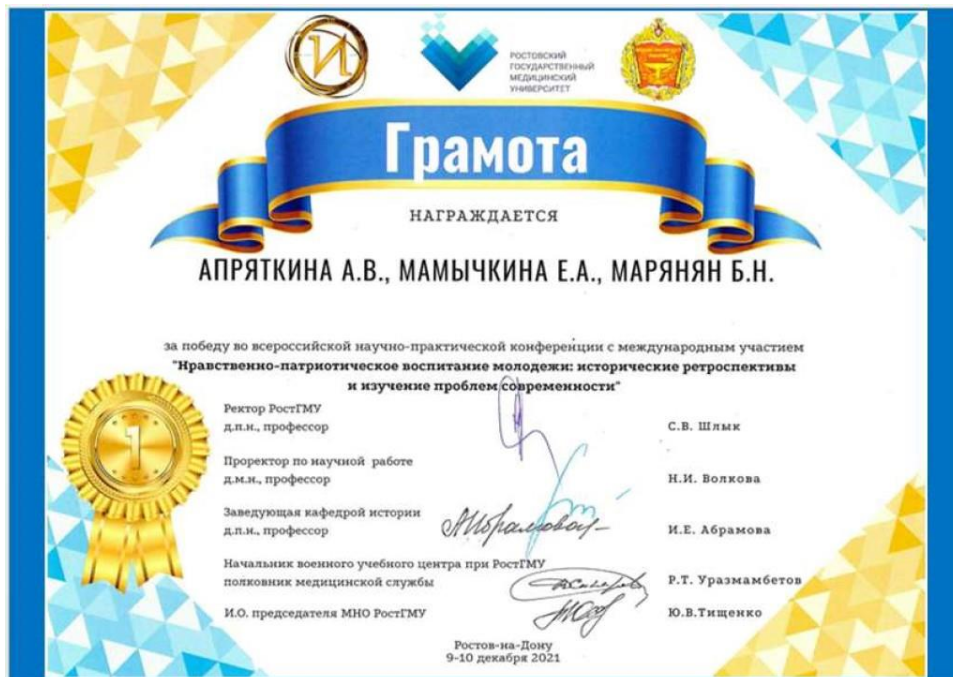 И
РОСТОВСКИЙ
ГОСУДАРСТВЕННЫЙ
МЕДИЦИНСКИЙ
УНИВЕРСИТЕТ
Грамота
НАГРАЖДАЕТСЯ
АПРЯТКИНА А.В., МАМЫЧКИНА Е.А., МАРЯНЯН Б.Н.
за победу во всероссийской научно-практической конференции с международным участием
"Нравственно-патриотическое воспитание молодежи: исторические ретроспективы
и изучение проблем современности"
1
Ректор РостГМУ
д.п.н., профессор
С.В. Шлык
Проректор по научной работе
д.м.н., профессор
Н.И. Волкова
Заведующая кафедрой истории
д.п.н., профессор
И.Е. Абрамова
Начальник военного учебного центра при РостГМУ
полковник медицинской службы
Р.Т. Уразмамбетов
И.О. председателя МНО РостГМУ
Ю.В.Тищенко
Ростов-на-Дону
9-10 декабря 2021